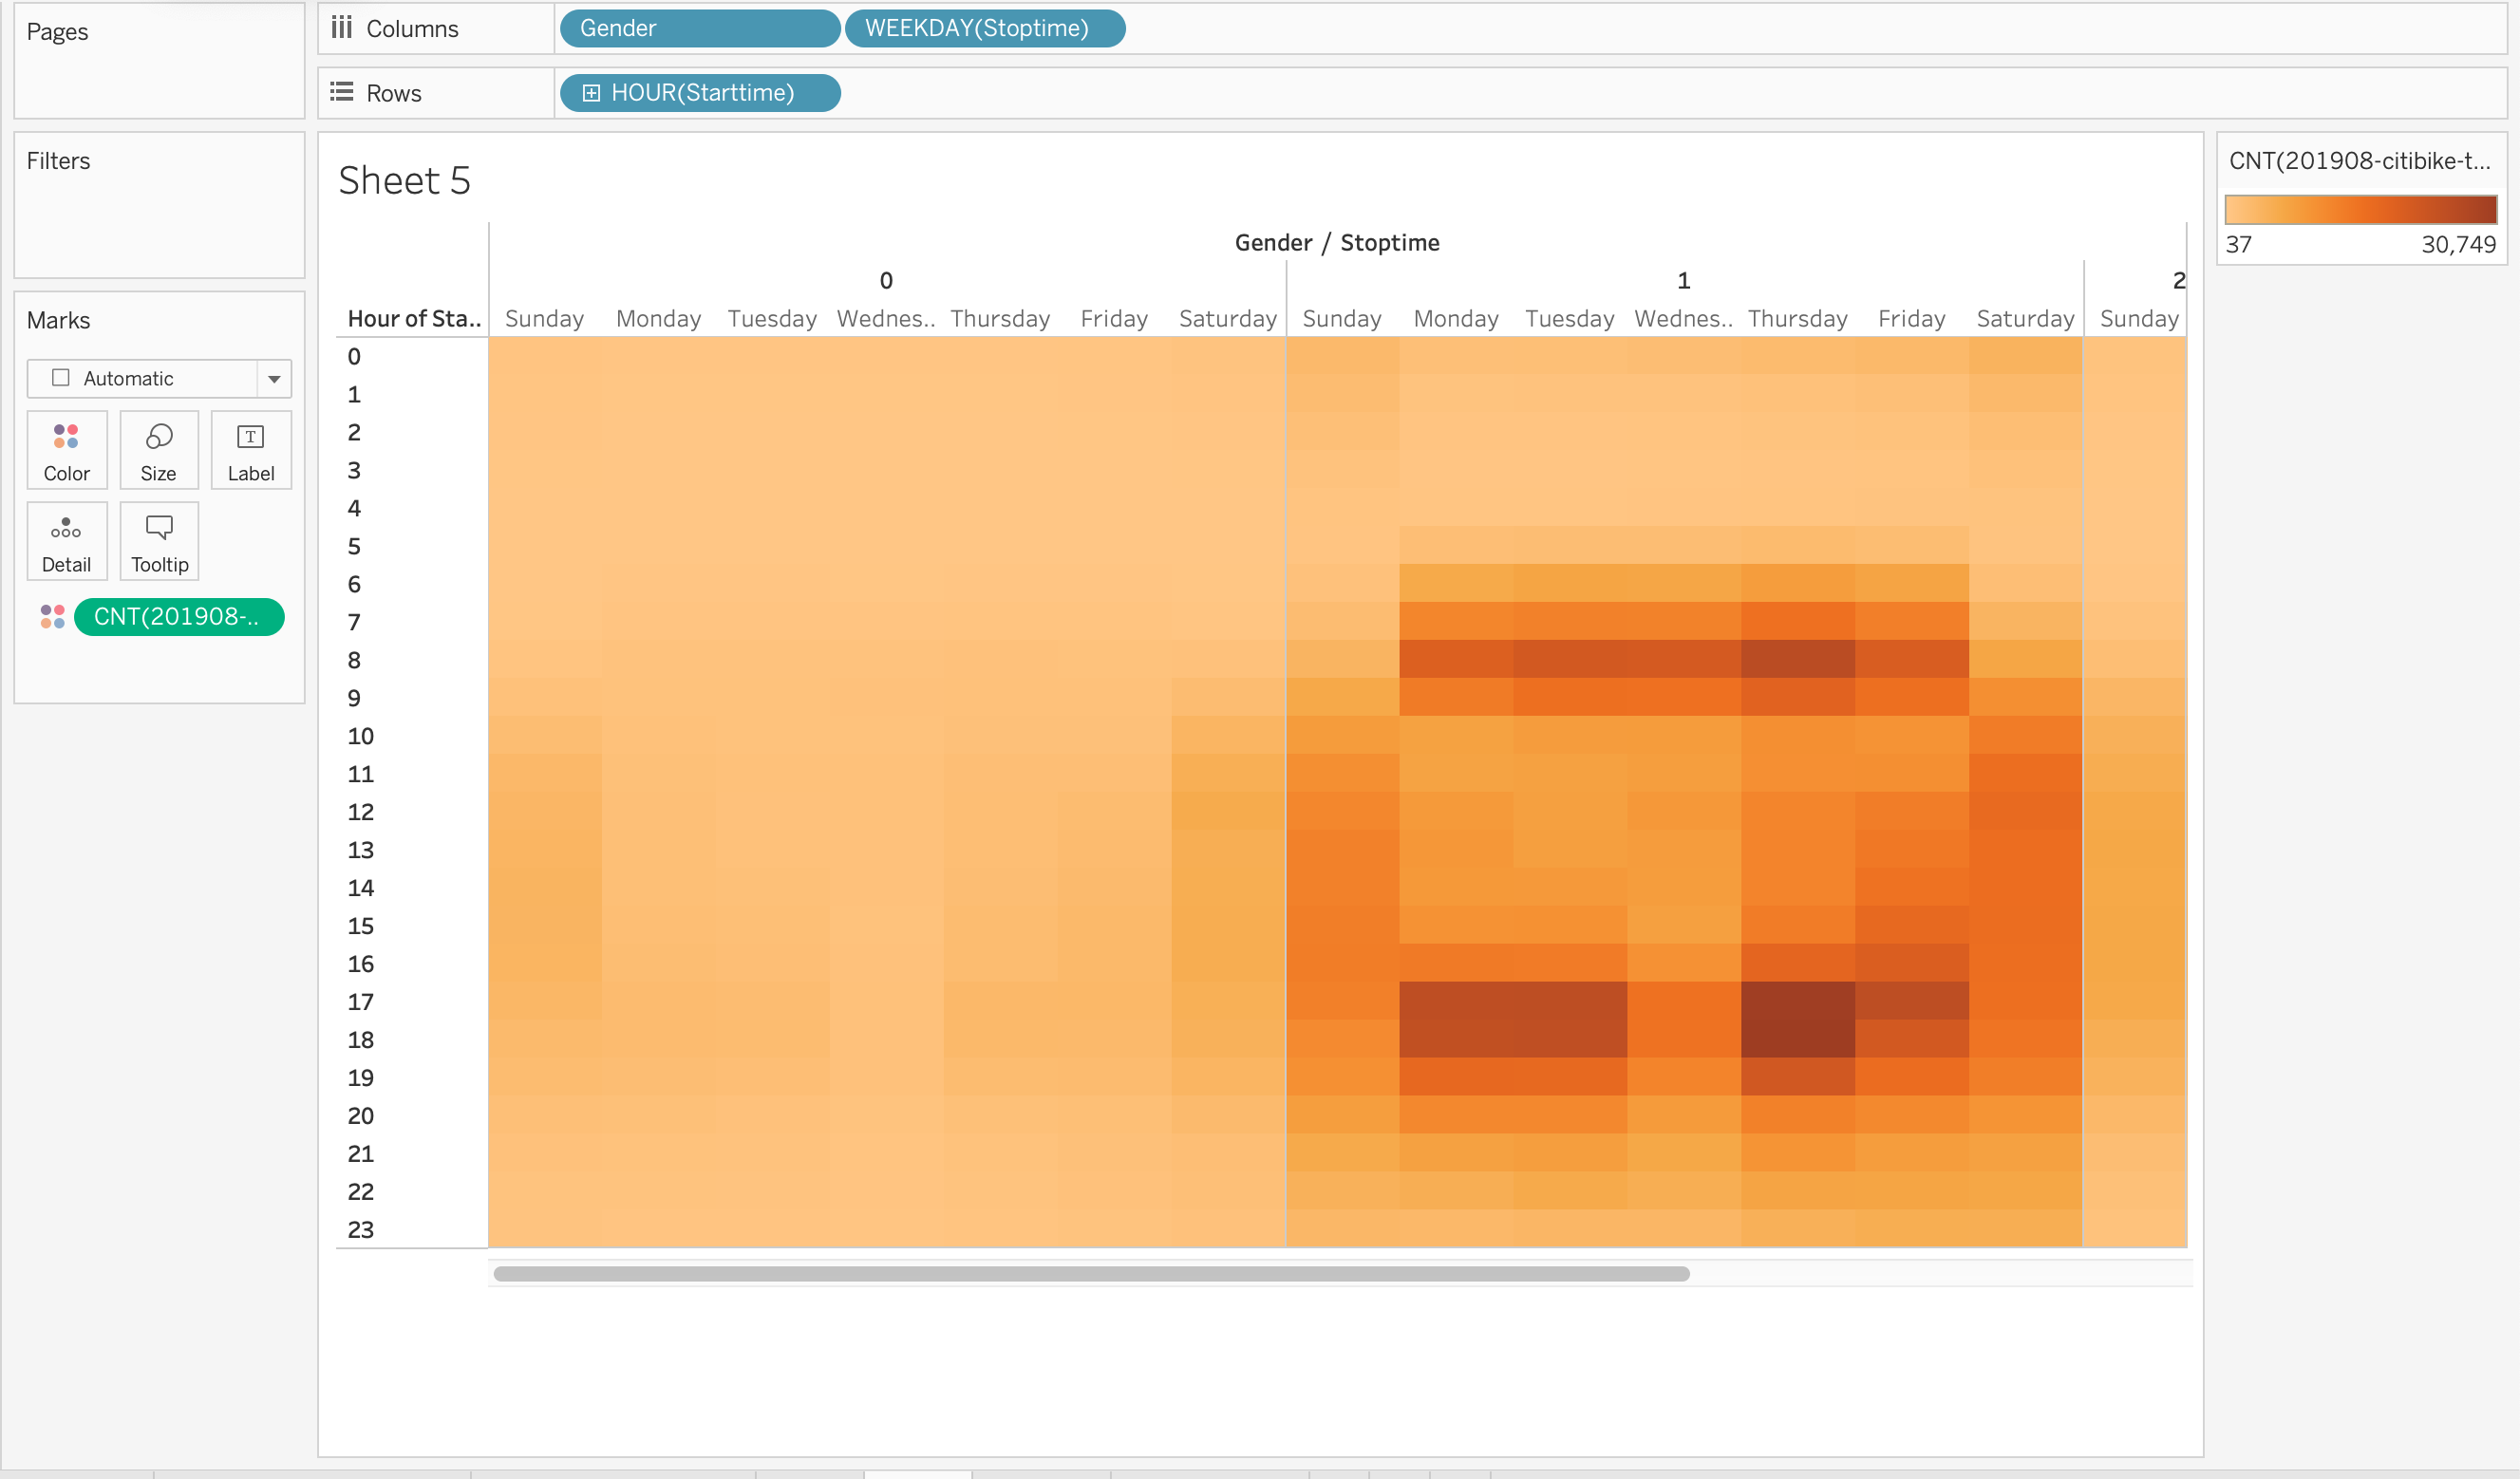 Pages
Columns
Gender
WEEKDAY(Stoptime)
Rows
HOUR(Starttime)
Filters
Marks
Automatic
Color
Size
T
Label
Detail
Tooltip
CNT(201908-..
Sheet 5
Gender / Stoptime
0 1 2
Hour of Sta.. Sunday Monday Tuesday Wednes.. Thursday Friday Saturday Sunday Monday Tuesday Wednes.. Thursday Friday Saturday Sunday
0
1
2
3
4
5
6
7
8
9
10
11
12
13
14
15
16
17
18
19
20
21
22
23
CNT(201908-citibike-t...
37 30,749